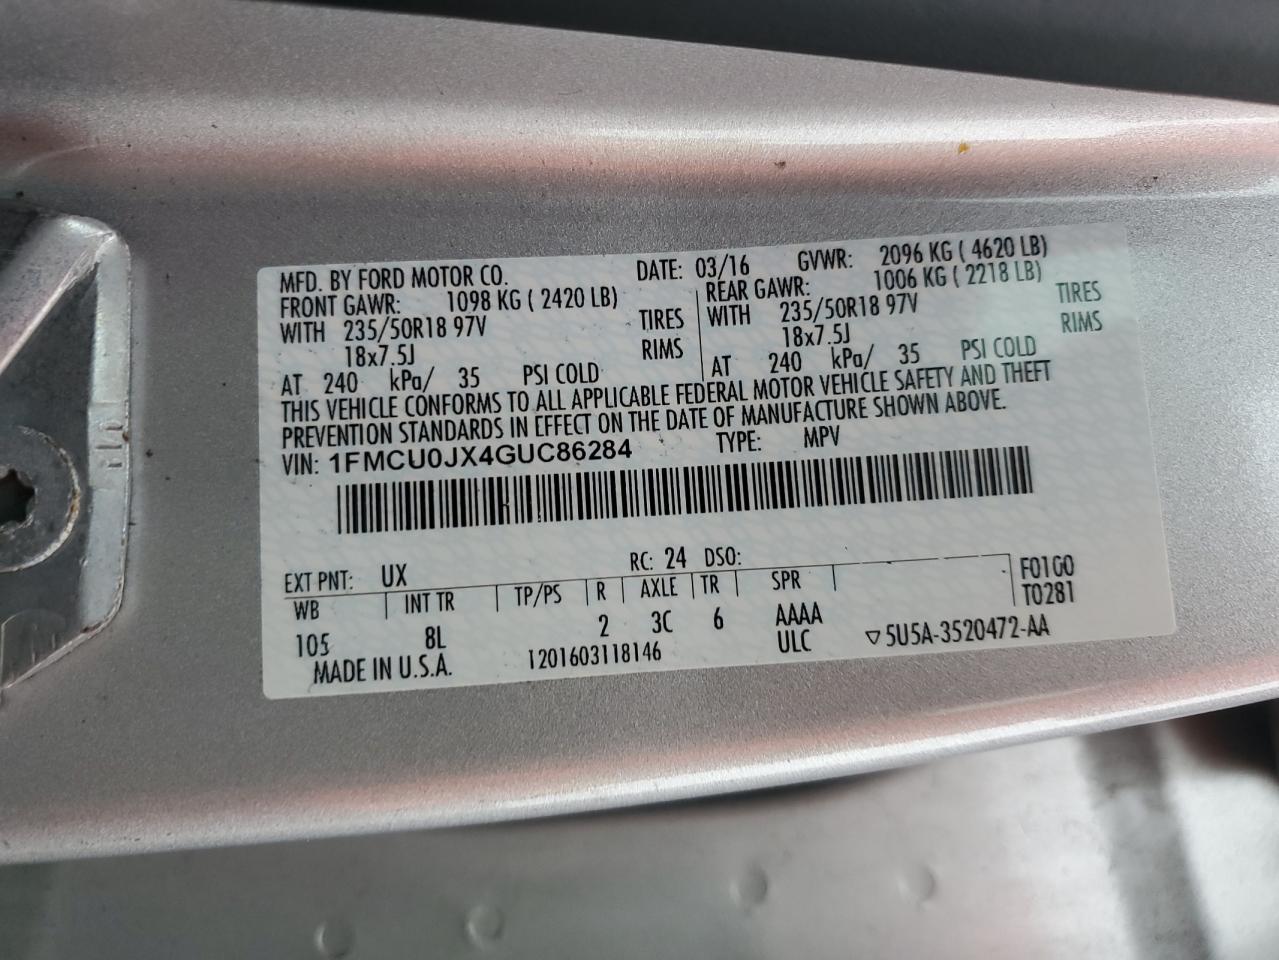 MFD. BY FORD MOTOR CO. DATE: 03/16 GVWR: 2096 KG ( 4620 LB)
FRONT GAWR: 1098 KG ( 2420 LB) REAR GAWR: 1006 KG ( 2218 LB)
WITH 235/50R18 97V TIRES WITH 235/50R18 97V TIRES
18x7.5J RIMS 18x7.5J RIMS
AT 240 kPa/ 35 PSI COLD AT 240 kPa/ 35 PSI COLD
THIS VEHICLE CONFORMS TO ALL APPLICABLE FEDERAL MOTOR VEHICLE SAFETY AND THEFT
PREVENTION STANDARDS IN EFFECT ON THE DATE OF MANUFACTURE SHOWN ABOVE.
VIN: 1FMCU0JX4GUC86284 TYPE: MPV
EXT PNT: UX RC: 24 DSO: F01G0
WB INT TR TP/PS R AXLE TR SPR T0281
105 8L 2 3C 6 AAAA
MADE IN U.S.A. 1201603118146 ULC ▽5U5A-3520472-AA